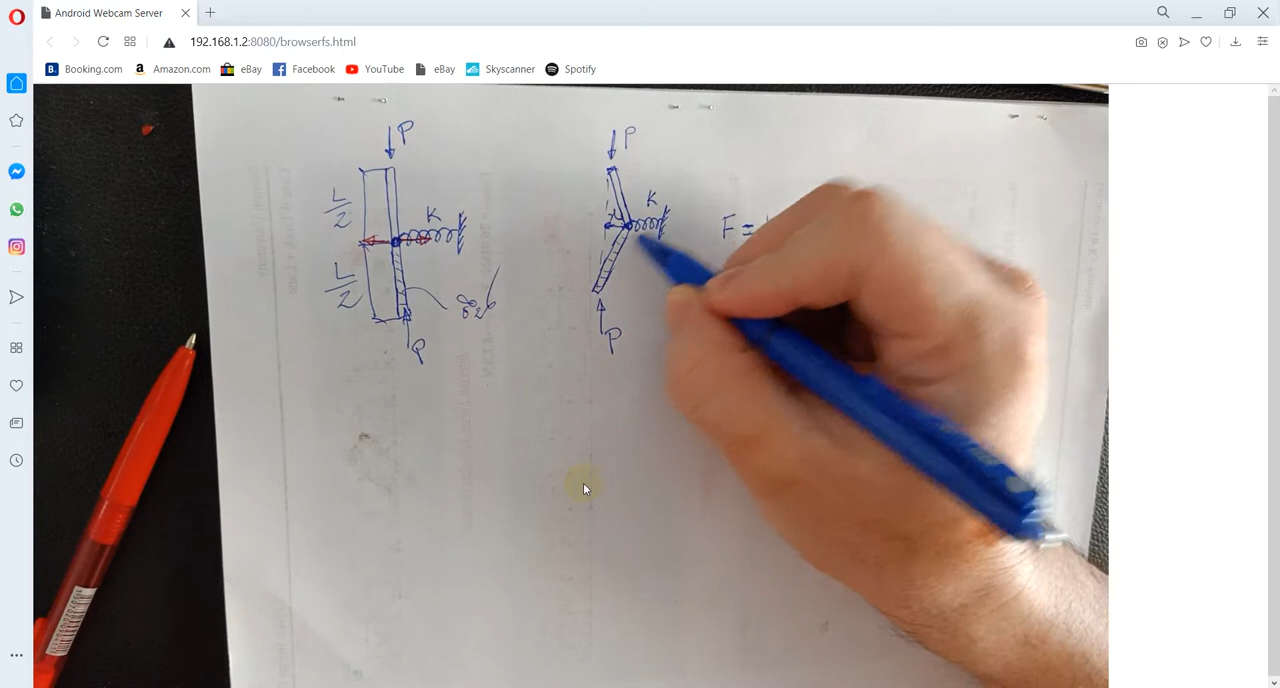 Android Webcam Server
192.168.1.2:8080/browserfs.html
Booking.com
Amazon.com
eBay
Facebook
YouTube
eBay
Skyscanner
Spotify
P
L
2
K
L
2
P
P
x
K
F =
P